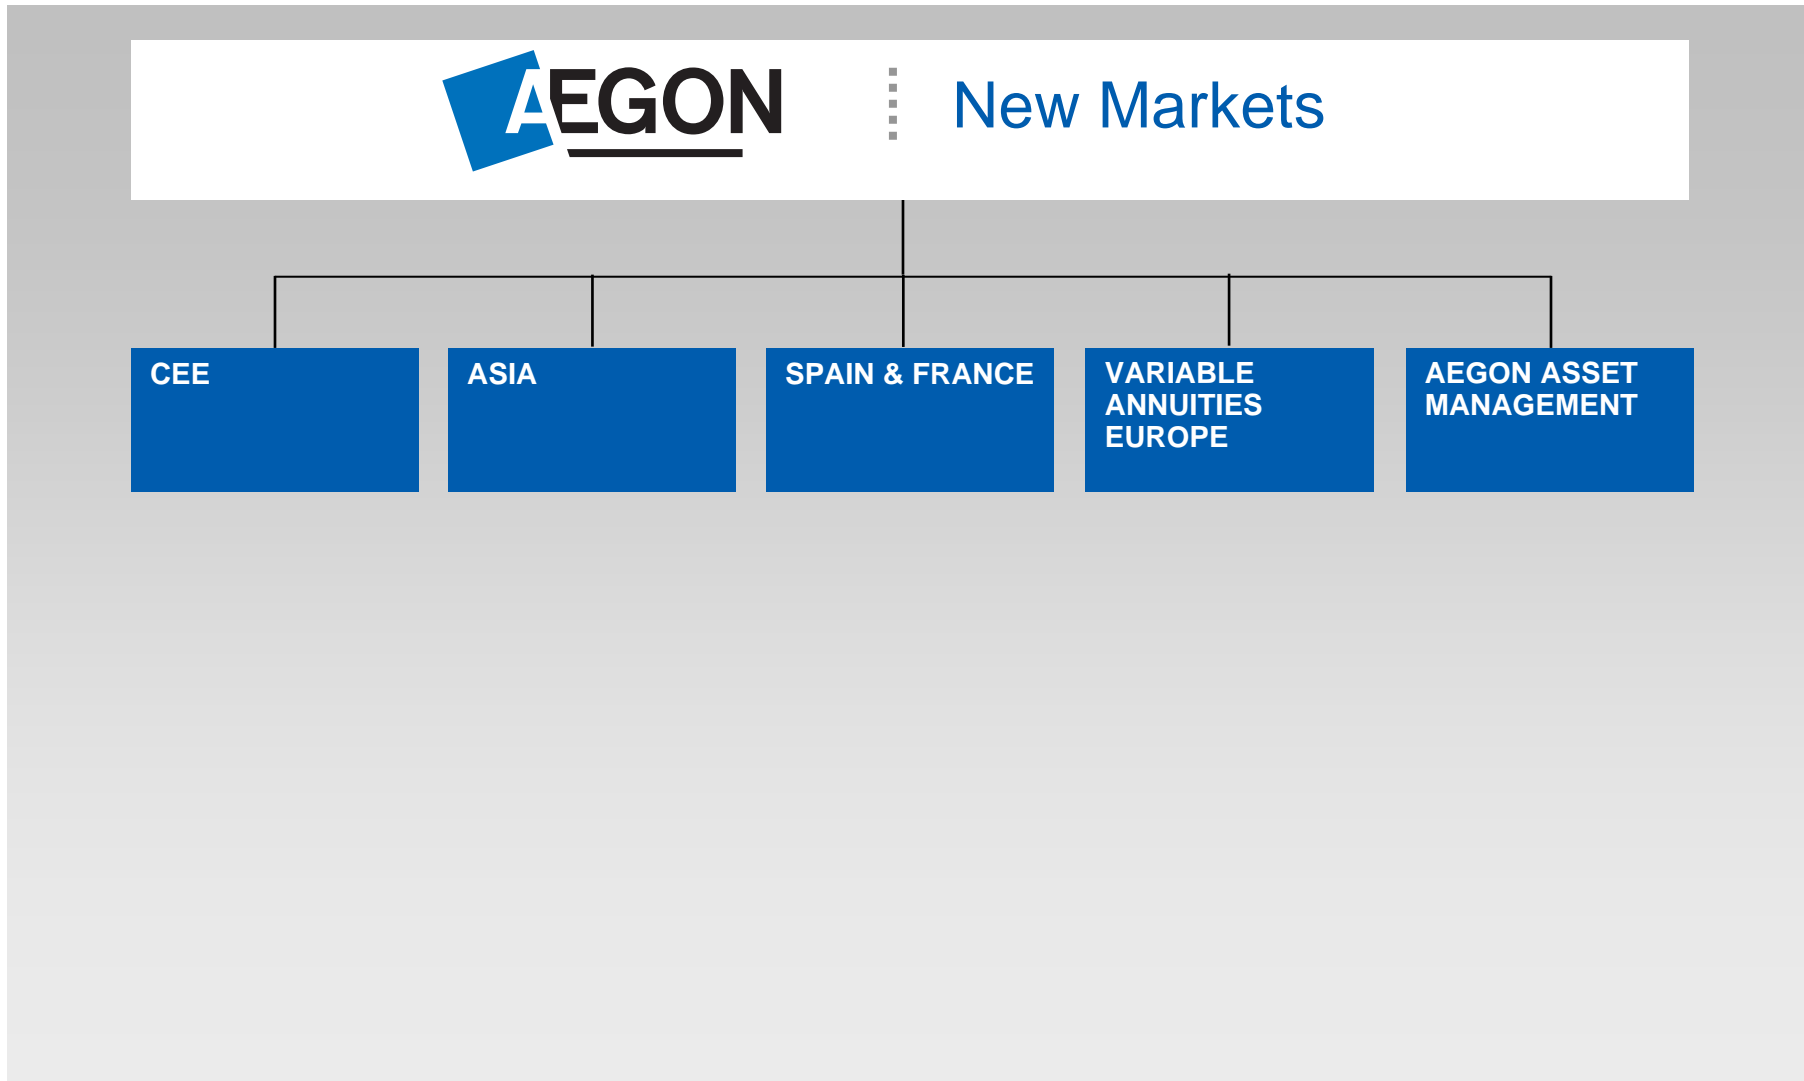 AEGON
New Markets
CEE
ASIA
SPAIN & FRANCE
VARIABLE
ANNUITIES
EUROPE
AEGON ASSET
MANAGEMENT